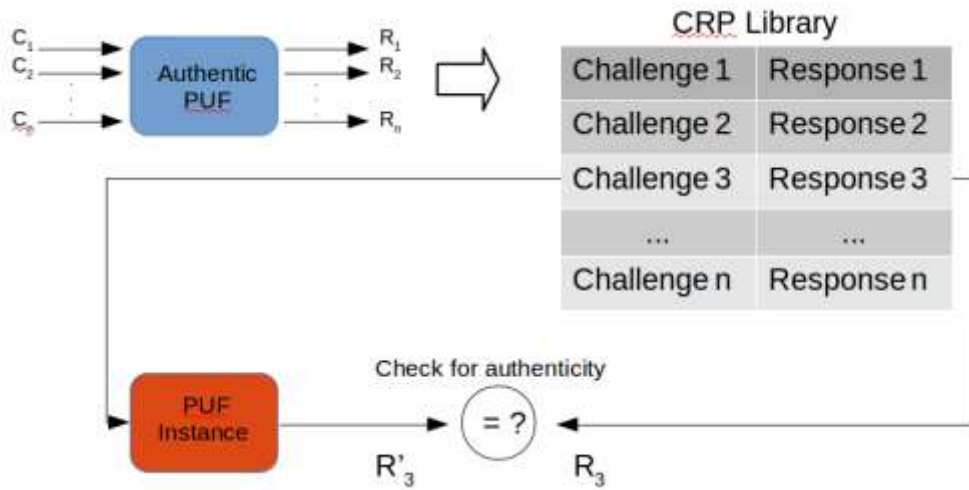 CRP Library
C₁
R₁
C₂
R₂
Authentic
PUF
Cₙ
Rₙ
Challenge 1 Response 1
Challenge 2 Response 2
Challenge 3 Response 3
... ...
Challenge n Response n
Check for authenticity
PUF
Instance
= ?
R'₃
R₃